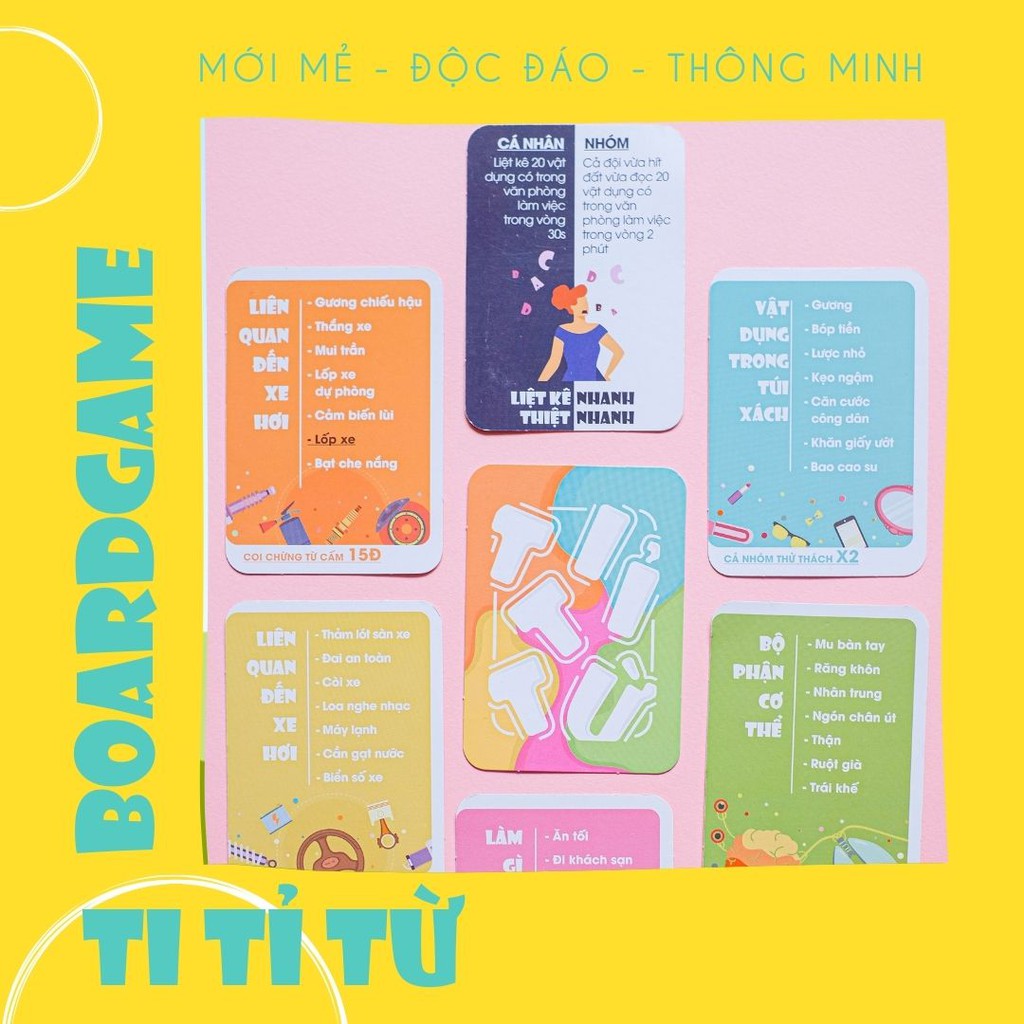 MỚI MẺ - ĐỘC ĐÁO - THÔNG MINH
BOARDGAME
CÁ NHÂN
Liệt kê 20 vật
dụng có trong
văn phòng
làm việc
trong vòng
30s
NHÓM
Cả đội vừa hít
đất vừa đọc 20
vật dụng có
trong văn
phòng làm việc
trong vòng 2
phút
LIỆT KÊ NHANH
THIỆT NHANH
LIÊN
QUAN
ĐẾN
XE
HƠI
- Gương chiếu hậu
- Thắng xe
- Mui trần
- Lốp xe
dự phòng
- Cảm biến lùi
- Lốp xe
- Bạt che nắng
COI CHỪNG TỪ CẤM 15Đ
VẬT
DỤNG
TRONG
TÚI
XÁCH
- Gương
- Bóp tiền
- Lược nhỏ
- Kẹo ngậm
- Căn cước
công dân
- Khăn giấy ướt
- Bao cao su
CẢ NHÓM THỬ THÁCH X2
LIÊN
QUAN
ĐẾN
XE
HƠI
- Thảm lót sàn xe
- Đai an toàn
- Còi xe
- Loa nghe nhạc
- Máy lạnh
- Cần gạt nước
- Biển số xe
TI
TỈ
TỪ
BỘ
PHẬN
CƠ
THỂ
- Mu bàn tay
- Răng khôn
- Nhân trung
- Ngón chân út
- Thận
- Ruột già
- Trái khế
LÀM
GÌ
- Ăn tối
- Đi khách sạn
TI TỈ TỪ